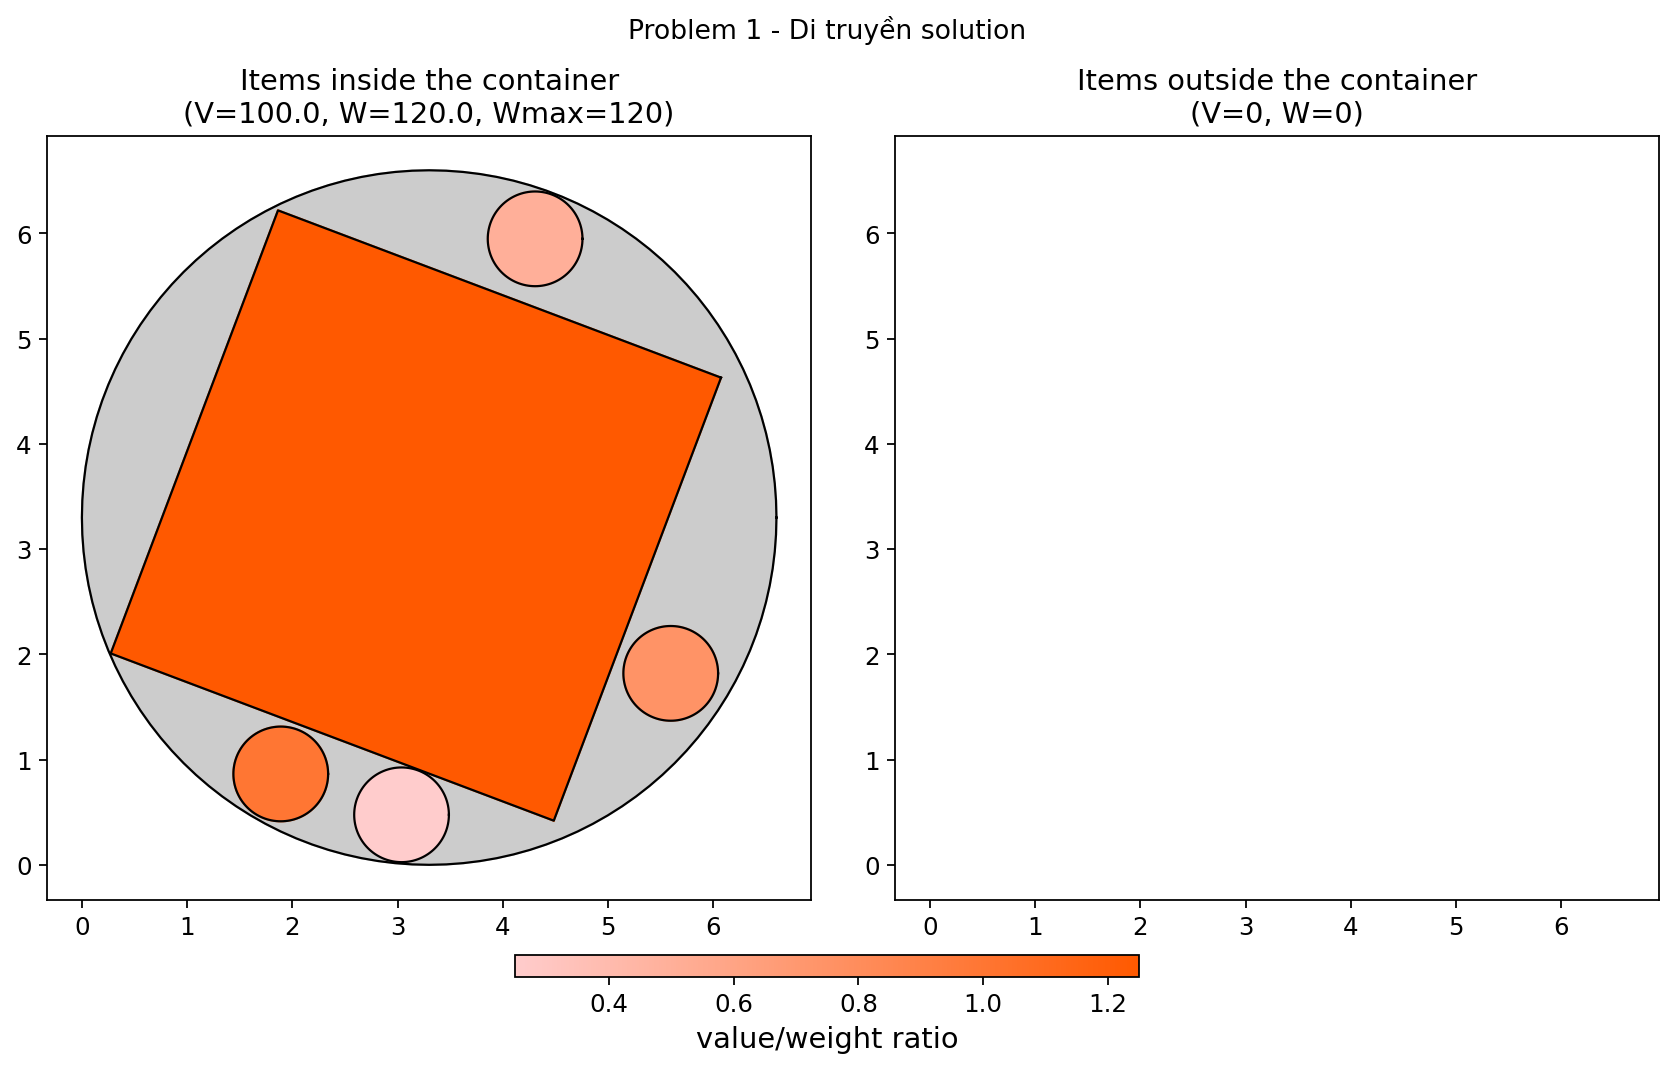 Problem 1 - Di truyền solution
Items inside the container
(V=100.0, W=120.0, Wmax=120)
6
5
4
3
2
1
0
0 1 2 3 4 5 6
Items outside the container
(V=0, W=0)
6
5
4
3
2
1
0
0 1 2 3 4 5 6
0.4 0.6 0.8 1.0 1.2
value/weight ratio